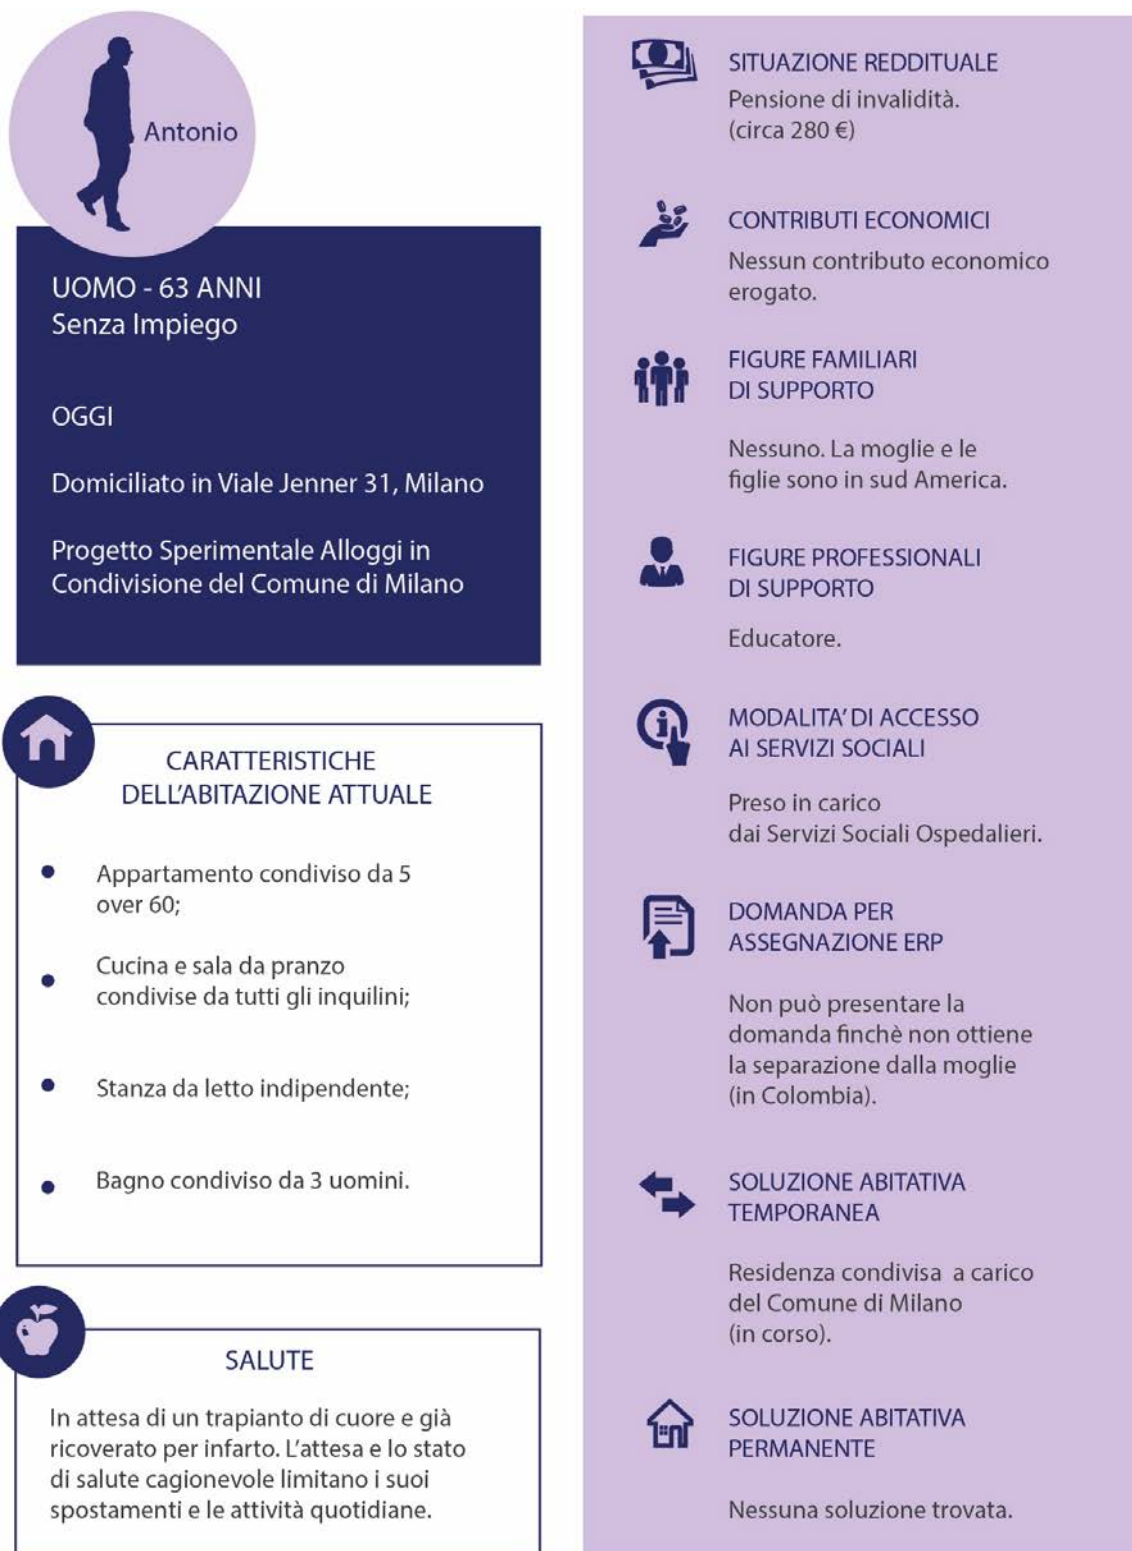 Antonio
UOMO - 63 ANNI
Senza Impiego
OGGI
Domiciliato in Viale Jenner 31, Milano
Progetto Sperimentale Alloggi in
Condivisione del Comune di Milano
CARATTERISTICHE
DELL'ABITAZIONE ATTUALE
• Appartamento condiviso da 5
over 60;
• Cucina e sala da pranzo
condivise da tutti gli inquilini;
• Stanza da letto indipendente;
• Bagno condiviso da 3 uomini.
SALUTE
In attesa di un trapianto di cuore e già
ricoverato per infarto. L'attesa e lo stato
di salute cagionevole limitano i suoi
spostamenti e le attività quotidiane.
SITUAZIONE REDDITUALE
Pensione di invalidità.
(circa 280 €)
CONTRIBUTI ECONOMICI
Nessun contributo economico
erogato.
FIGURE FAMILIARI
DI SUPPORTO
Nessuno. La moglie e le
figlie sono in sud America.
FIGURE PROFESSIONALI
DI SUPPORTO
Educatore.
MODALITA' DI ACCESSO
AI SERVIZI SOCIALI
Preso in carico
dai Servizi Sociali Ospedalieri.
DOMANDA PER
ASSEGNAZIONE ERP
Non può presentare la
domanda finchè non ottiene
la separazione dalla moglie
(in Colombia).
SOLUZIONE ABITATIVA
TEMPORANEA
Residenza condivisa a carico
del Comune di Milano
(in corso).
SOLUZIONE ABITATIVA
PERMANENTE
Nessuna soluzione trovata.